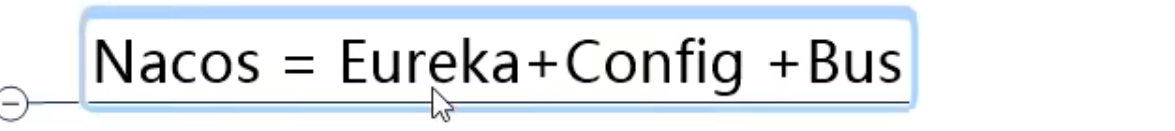 Nacos = Eureka+Config +Bus